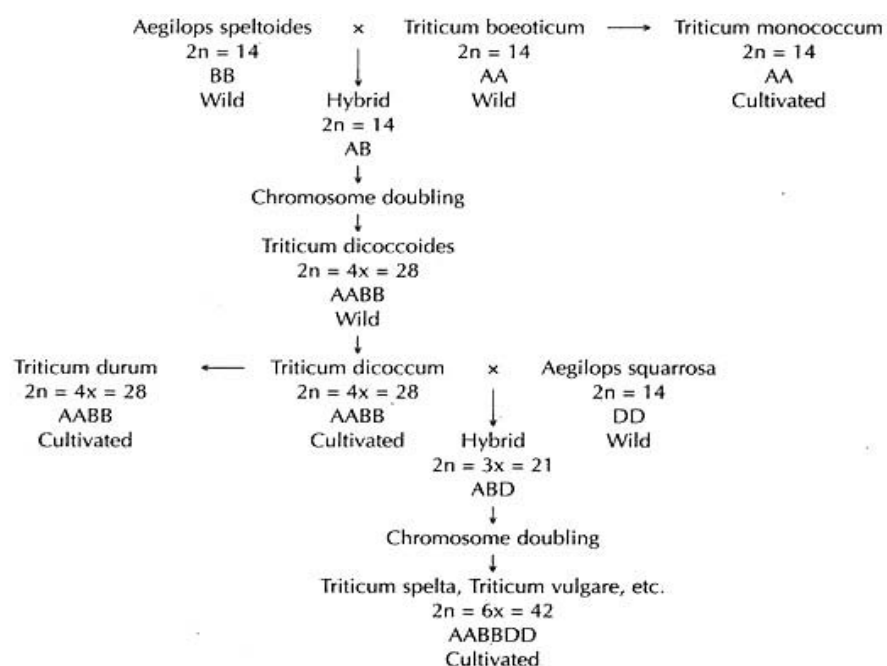 Aegilops speltoides × Triticum boeoticum → Triticum monococcum
2n = 14 2n = 14 2n = 14
BB AA AA
Wild Wild Cultivated
Hybrid
2n = 14
AB
Chromosome doubling
Triticum dicoccoides
2n = 4x = 28
AABB
Wild
Triticum durum ← Triticum dicoccum × Aegilops squarrosa
2n = 4x = 28 2n = 4x = 28 2n = 14
AABB AABB DD
Cultivated Cultivated Wild
Hybrid
2n = 3x = 21
ABD
Chromosome doubling
Triticum spelta, Triticum vulgare, etc.
2n = 6x = 42
AABBDD
Cultivated